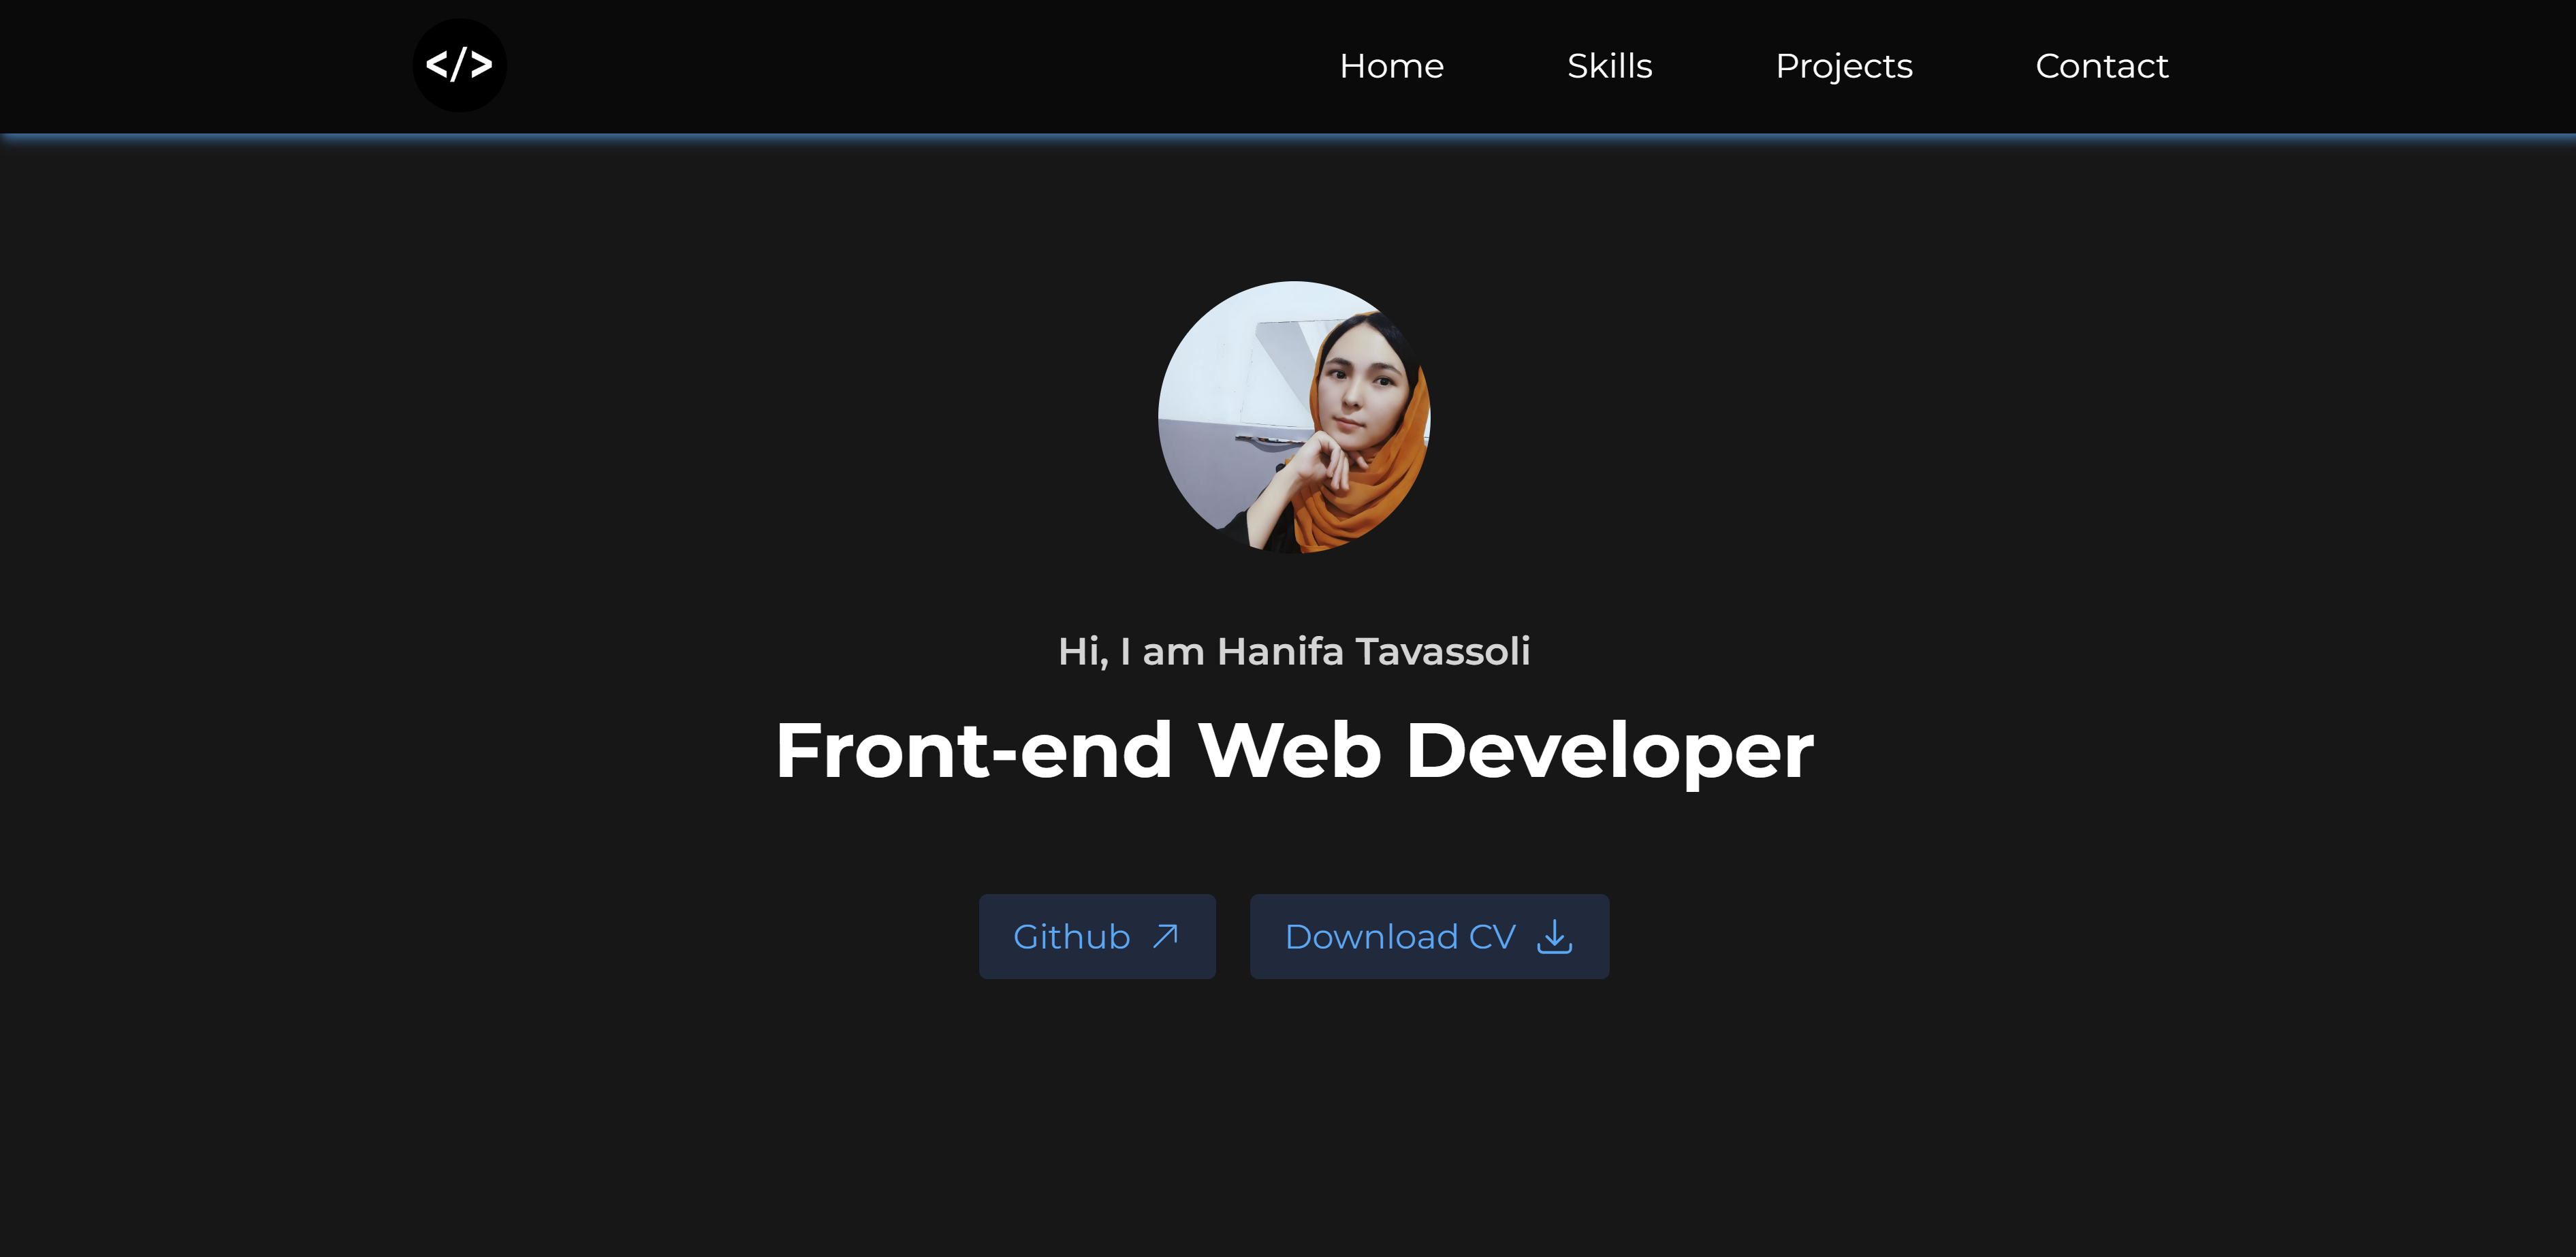 </>
Home Skills Projects Contact
Hi, I am Hanifa Tavassoli
Front-end Web Developer
Github Download CV